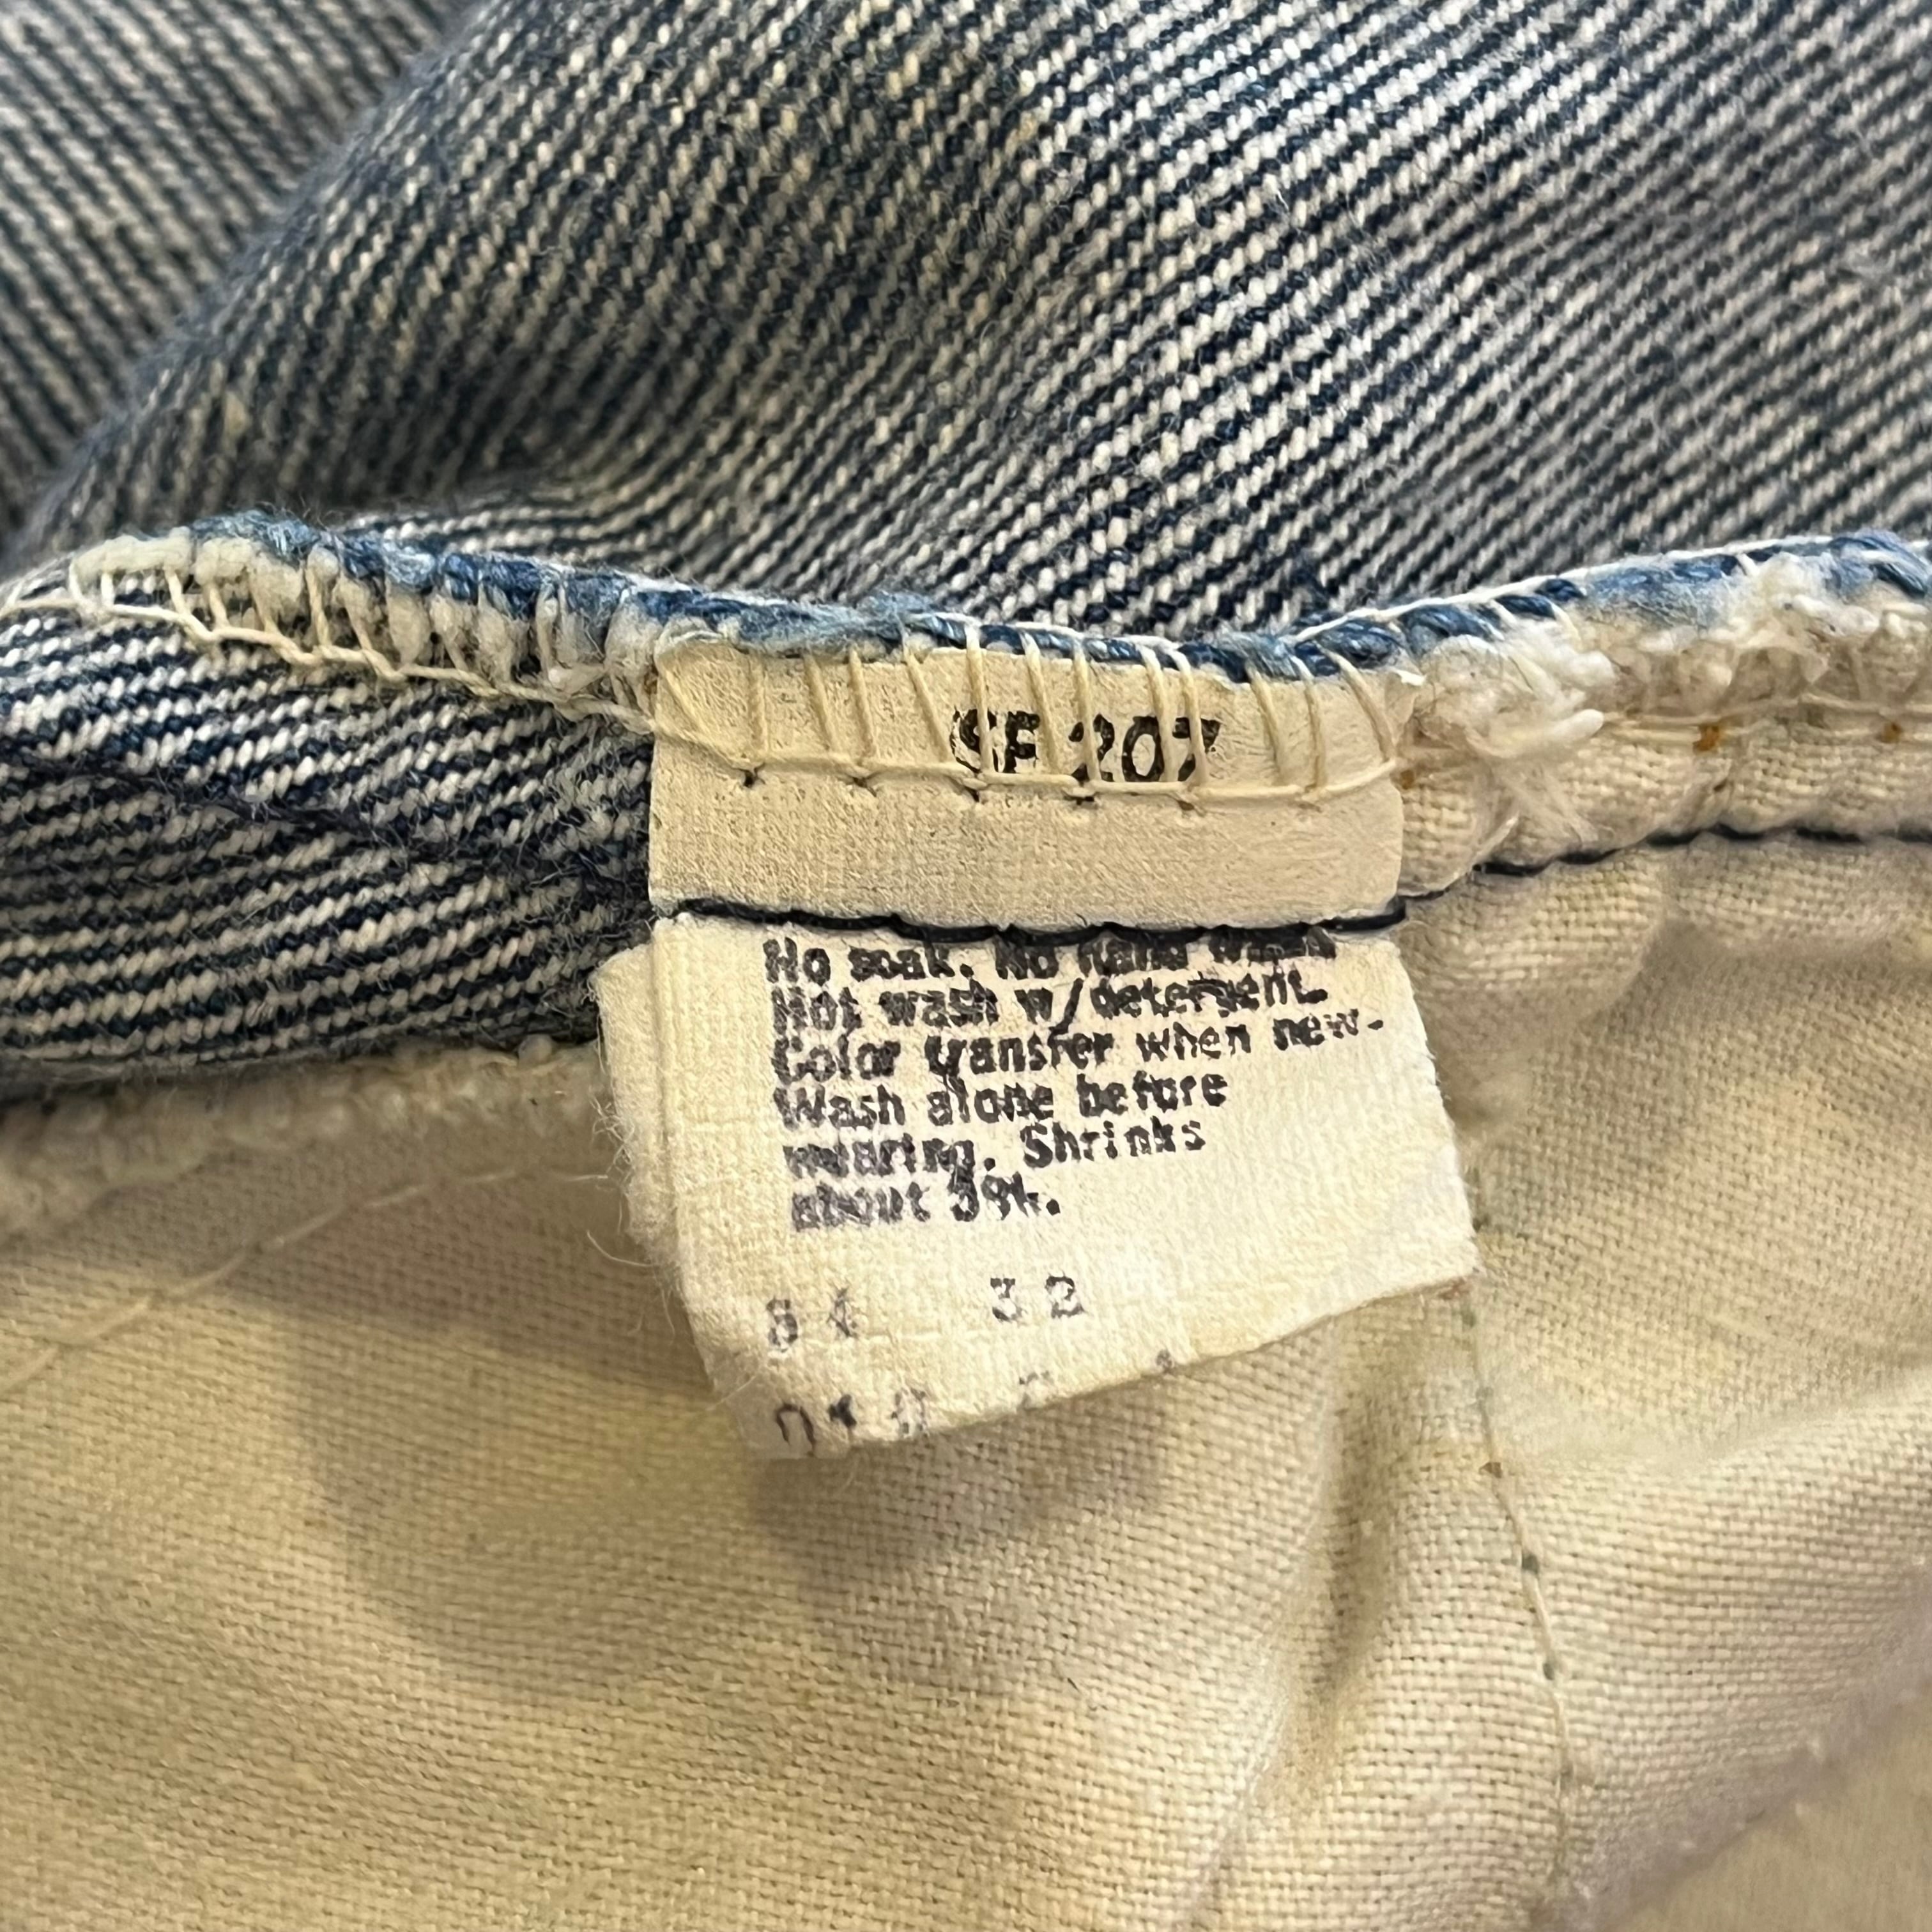 SF 207
No soak. No hand wash
Hot wash w/detergent.
Color transfer when new.
Wash alone before
wearing. Shrinks
about
32